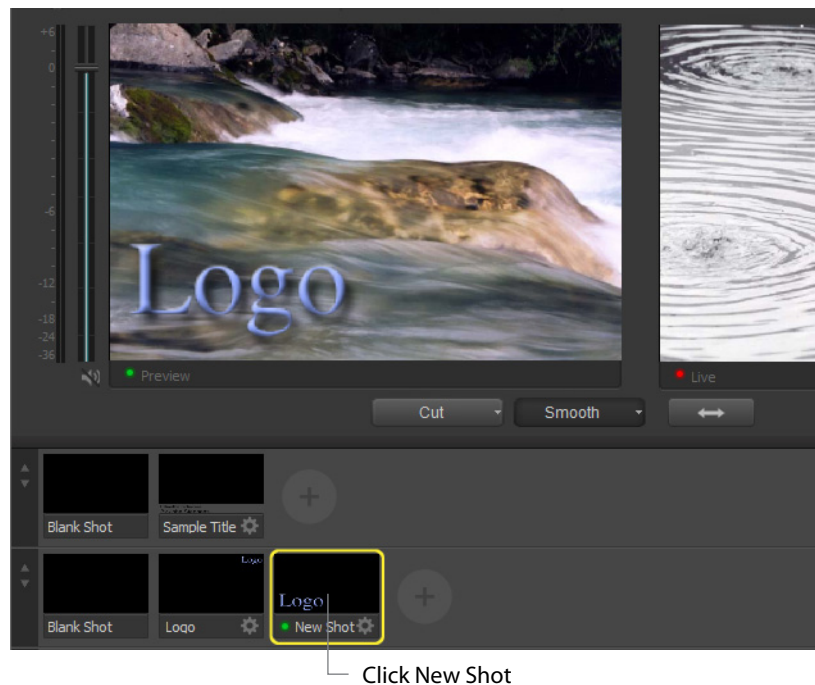 +6
0
-6
-12
-18
-24
-36
Logo
Preview
Live
Cut
Smooth
Blank Shot
Sample Title
Logo
Logo
Blank Shot
Logo
New Shot
Click New Shot